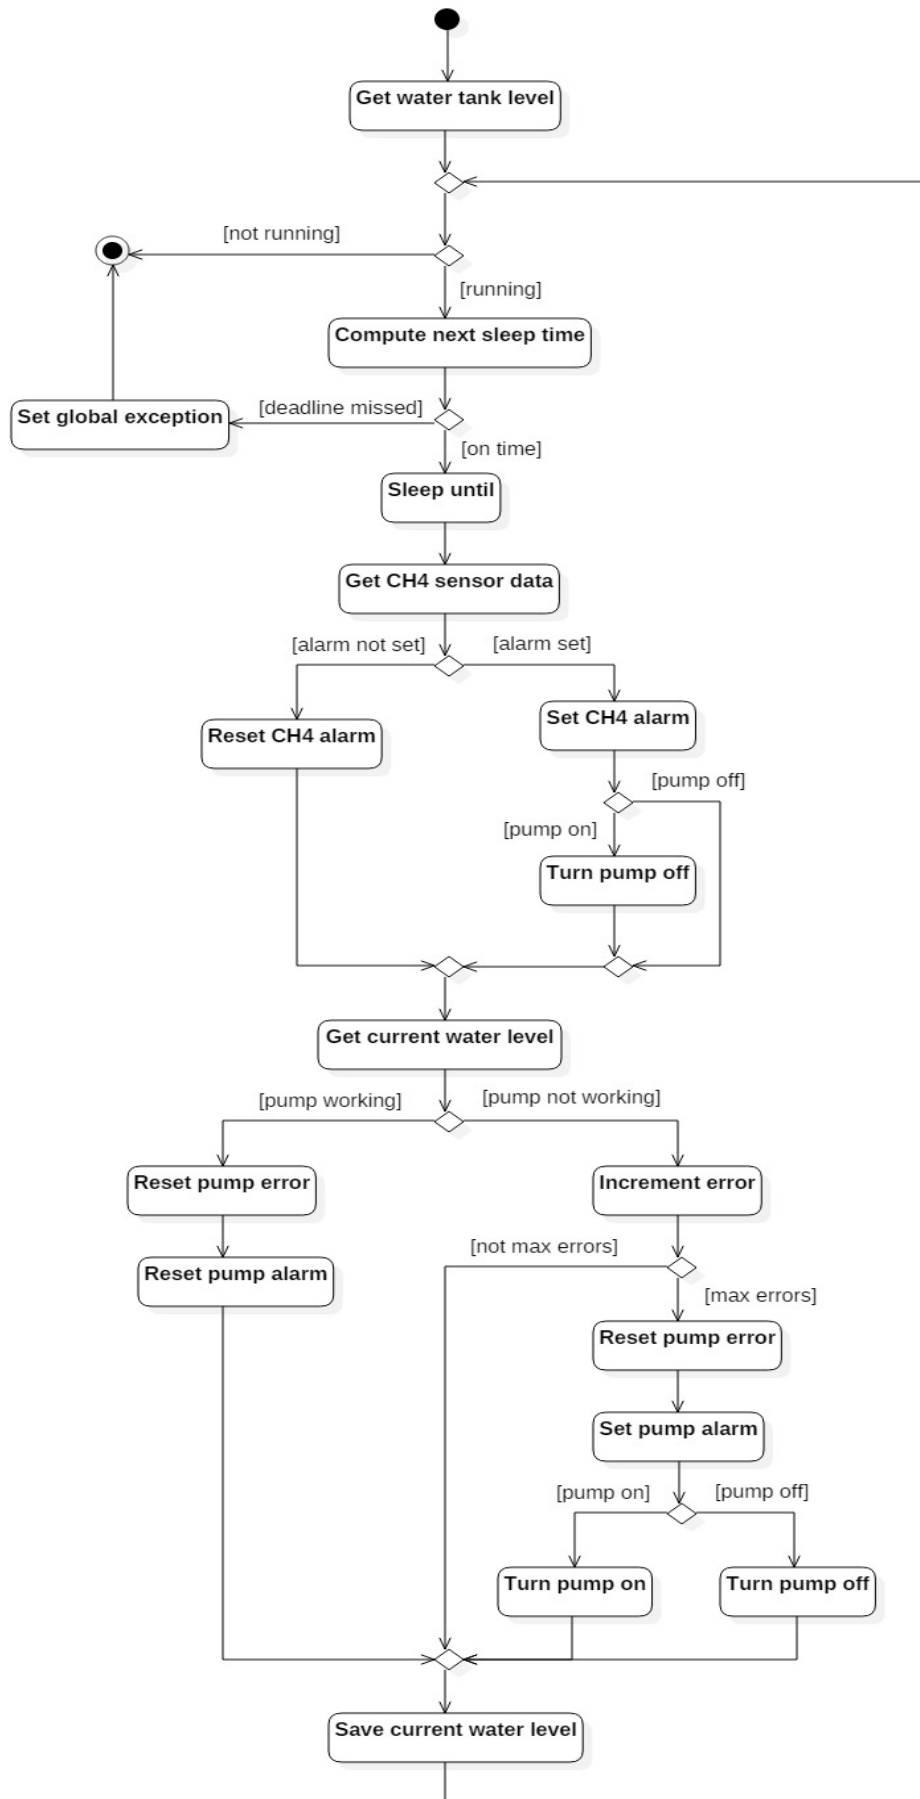 Get water tank level
[not running]
[running]
Compute next sleep time
[deadline missed]
Set global exception
[on time]
Sleep until
Get CH4 sensor data
[alarm not set]
[alarm set]
Reset CH4 alarm
Set CH4 alarm
[pump off]
[pump on]
Turn pump off
Get current water level
[pump working]
[pump not working]
Reset pump error
Increment error
Reset pump alarm
[not max errors]
[max errors]
Reset pump error
Set pump alarm
[pump on]
[pump off]
Turn pump on
Turn pump off
Save current water level